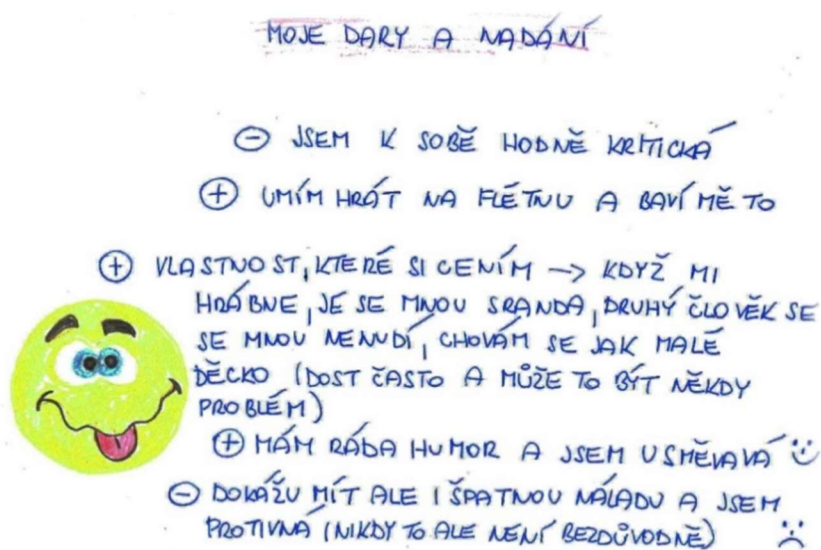 MOJE DARY A NADÁNÍ
⊖ JSEM K SOBĚ HODNĚ KRITICKÁ
⊕ UMÍM HRÁT NA FLÉTNU A BAVÍ MĚ TO
⊕ VLASTNOST, KTERÉ SI CENÍM -> KDYŽ MI
HRÁBNE, JE SE MNOU SRANDA, DRUHÝ ČLOVĚK SE
SE MNOU NENUDÍ, CHOVÁM SE JAK MALÉ
DĚCKO (DOST ČASTO A MŮŽE TO BÝT NĚKDY
PROBLÉM)
⊕ MÁM RÁDA HUMOR A JSEM USMĚVAVÁ
⊖ DOKÁŽU MÍT ALE I ŠPATNOU NÁLADU A JSEM
PROTIVNÁ (NIKDY TO ALE NENÍ BEZDŮVODNĚ)